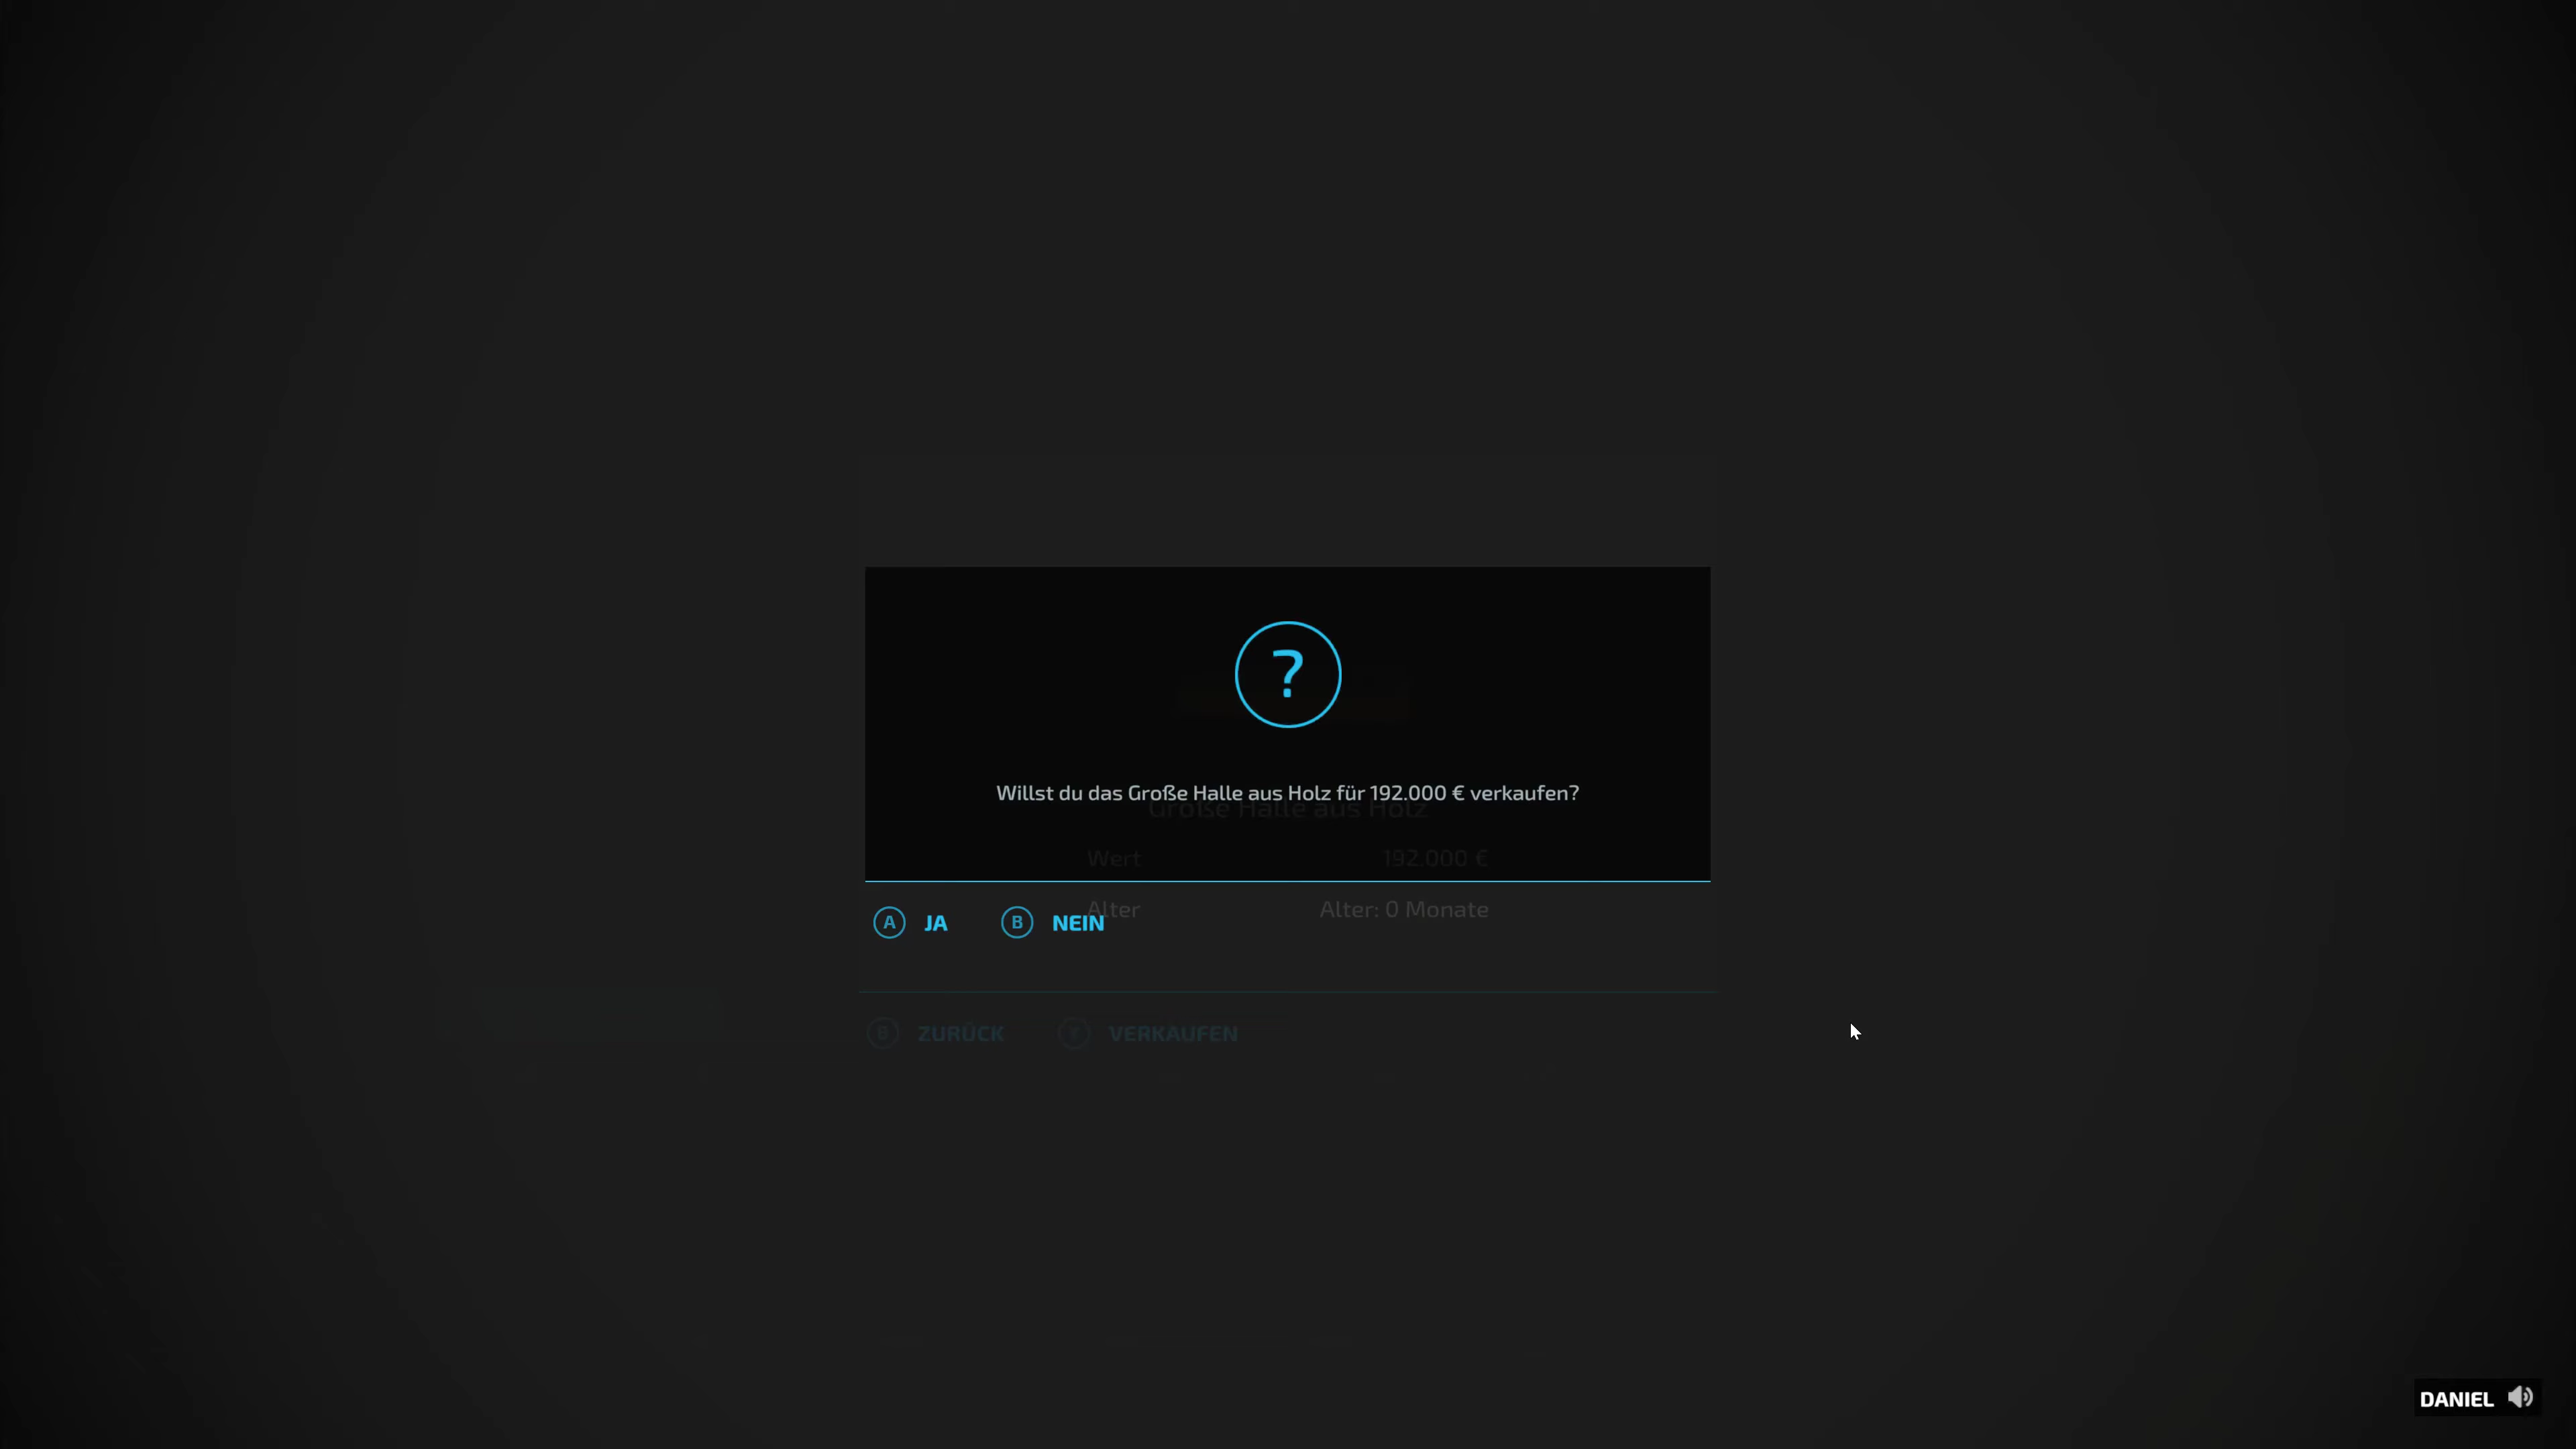 ?
Willst du das Große Halle aus Holz für 192.000 € verkaufen?
Große Halle aus Holz
Wert 192.000 €
Alter Alter: 0 Monate
A JA B NEIN
B ZURÜCK Y VERKAUFEN
DANIEL